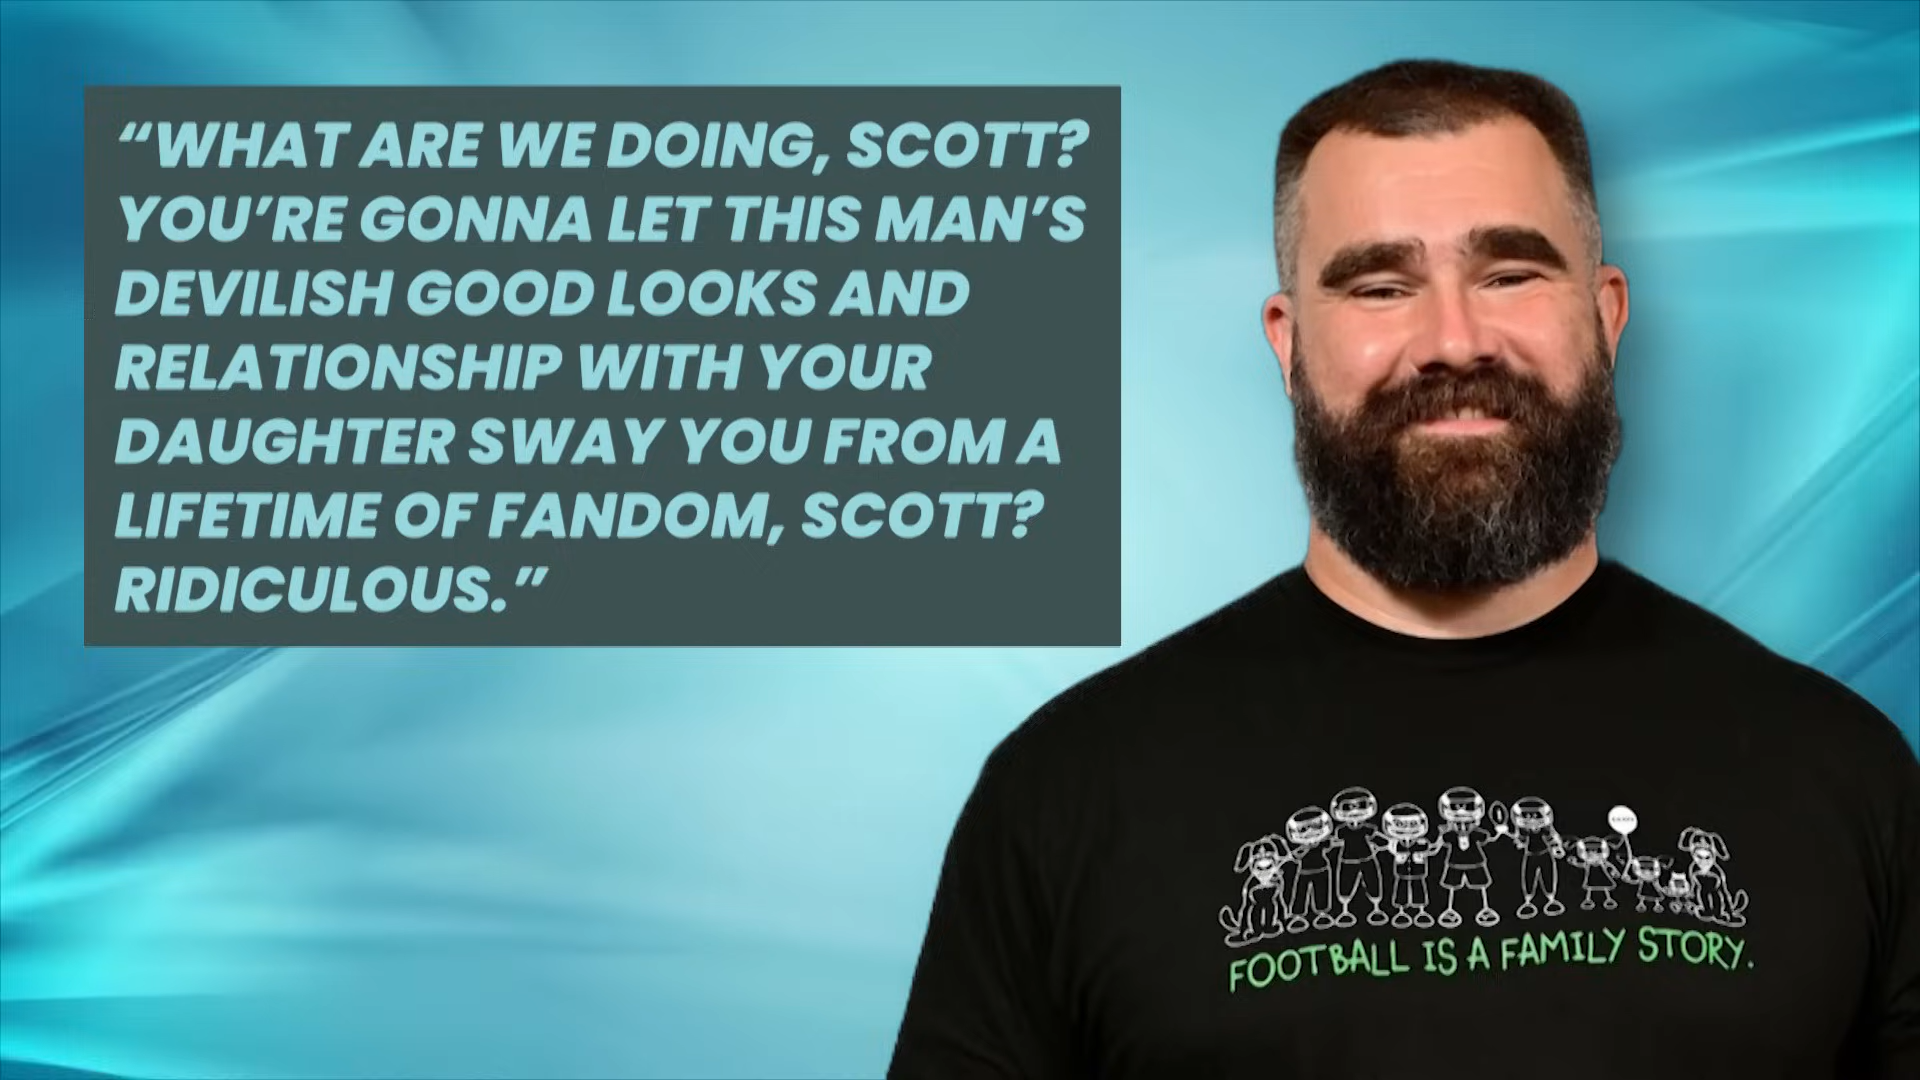 “WHAT ARE WE DOING, SCOTT?
YOU’RE GONNA LET THIS MAN’S
DEVILISH GOOD LOOKS AND
RELATIONSHIP WITH YOUR
DAUGHTER SWAY YOU FROM A
LIFETIME OF FANDOM, SCOTT?
RIDICULOUS.”
FOOTBALL IS A FAMILY STORY.